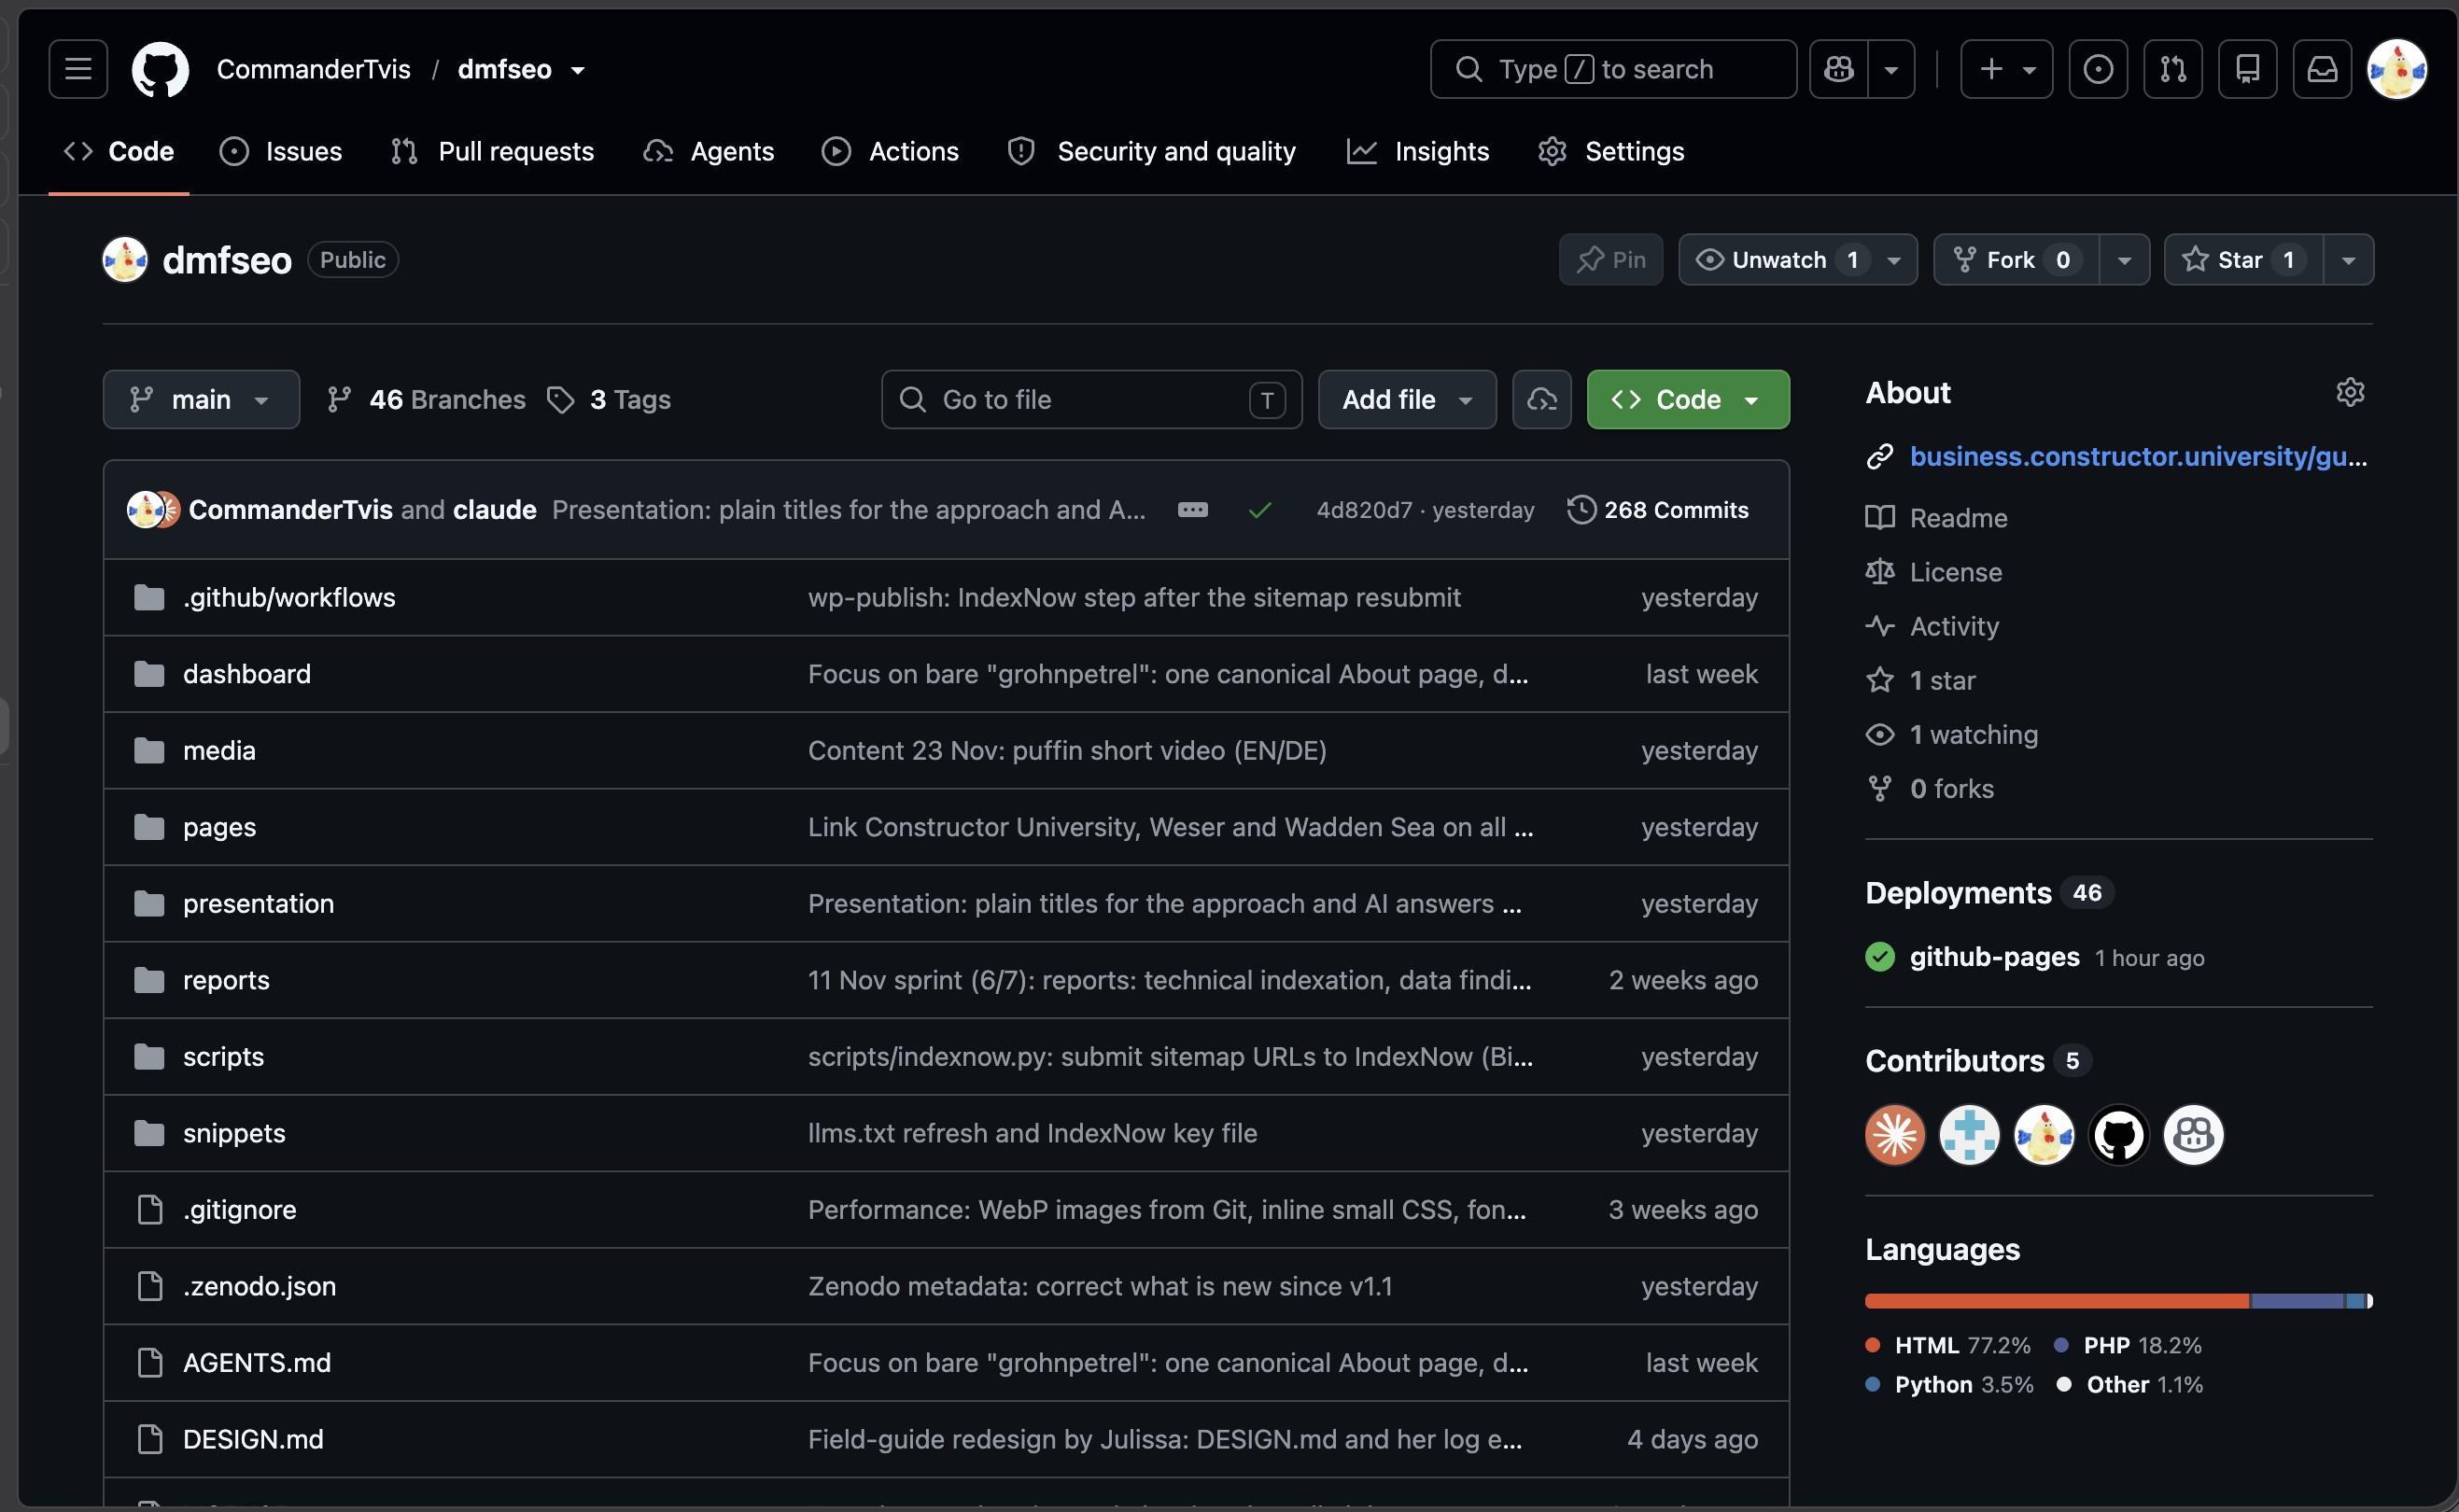 CommanderTvis / dmfseo
Type / to search
Code Issues Pull requests Agents Actions Security and quality Insights Settings
dmfseo Public
Pin Unwatch 1 Fork 0 Star 1
main 46 Branches 3 Tags Go to file T Add file Code
CommanderTvis and claude Presentation: plain titles for the approach and A... 4d820d7 · yesterday 268 Commits
.github/workflows wp-publish: IndexNow step after the sitemap resubmit yesterday
dashboard Focus on bare "grohnpetrel": one canonical About page, d... last week
media Content 23 Nov: puffin short video (EN/DE) yesterday
pages Link Constructor University, Weser and Wadden Sea on all ... yesterday
presentation Presentation: plain titles for the approach and AI answers ... yesterday
reports 11 Nov sprint (6/7): reports: technical indexation, data findi... 2 weeks ago
scripts scripts/indexnow.py: submit sitemap URLs to IndexNow (Bi... yesterday
snippets llms.txt refresh and IndexNow key file yesterday
.gitignore Performance: WebP images from Git, inline small CSS, fon... 3 weeks ago
.zenodo.json Zenodo metadata: correct what is new since v1.1 yesterday
AGENTS.md Focus on bare "grohnpetrel": one canonical About page, d... last week
DESIGN.md Field-guide redesign by Julissa: DESIGN.md and her log e... 4 days ago
About
business.constructor.university/gu...
Readme
License
Activity
1 star
1 watching
0 forks
Deployments 46
github-pages 1 hour ago
Contributors 5
Languages
HTML 77.2% PHP 18.2%
Python 3.5% Other 1.1%